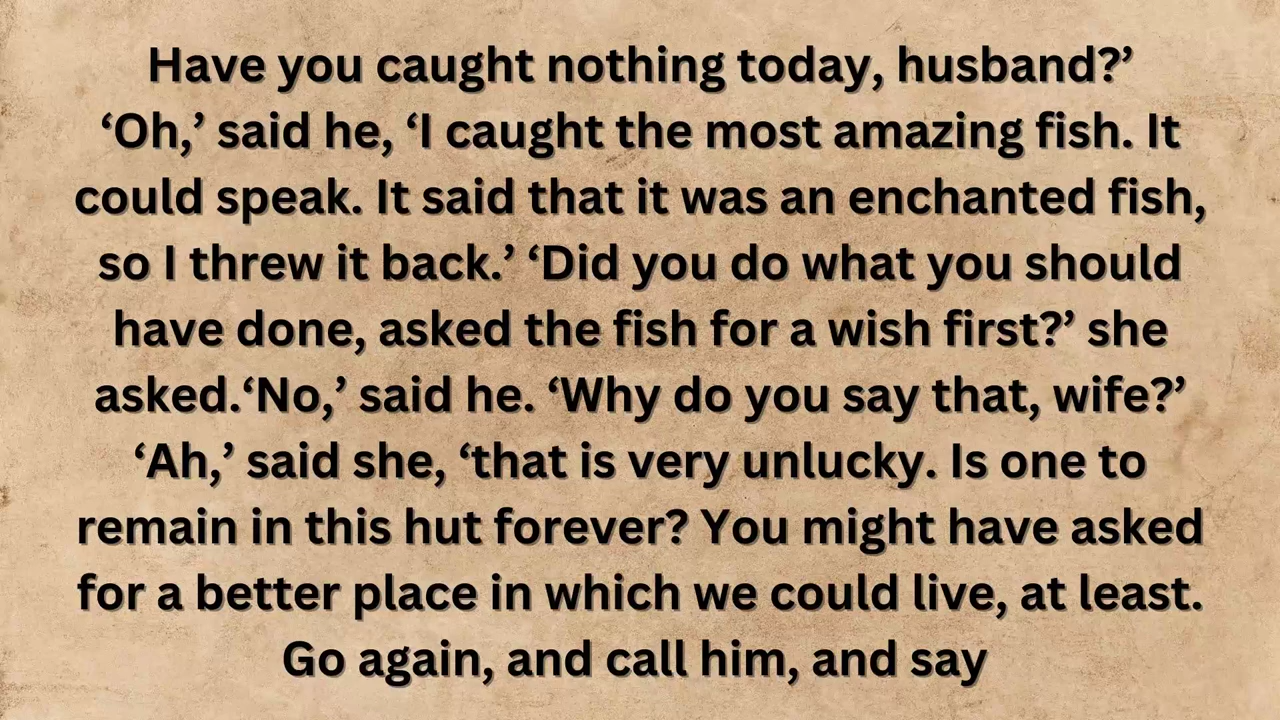 Have you caught nothing today, husband?’
‘Oh,’ said he, ‘I caught the most amazing fish. It
could speak. It said that it was an enchanted fish,
so I threw it back.’ ‘Did you do what you should
have done, asked the fish for a wish first?’ she
asked.‘No,’ said he. ‘Why do you say that, wife?’
‘Ah,’ said she, ‘that is very unlucky. Is one to
remain in this hut forever? You might have asked
for a better place in which we could live, at least.
Go again, and call him, and say